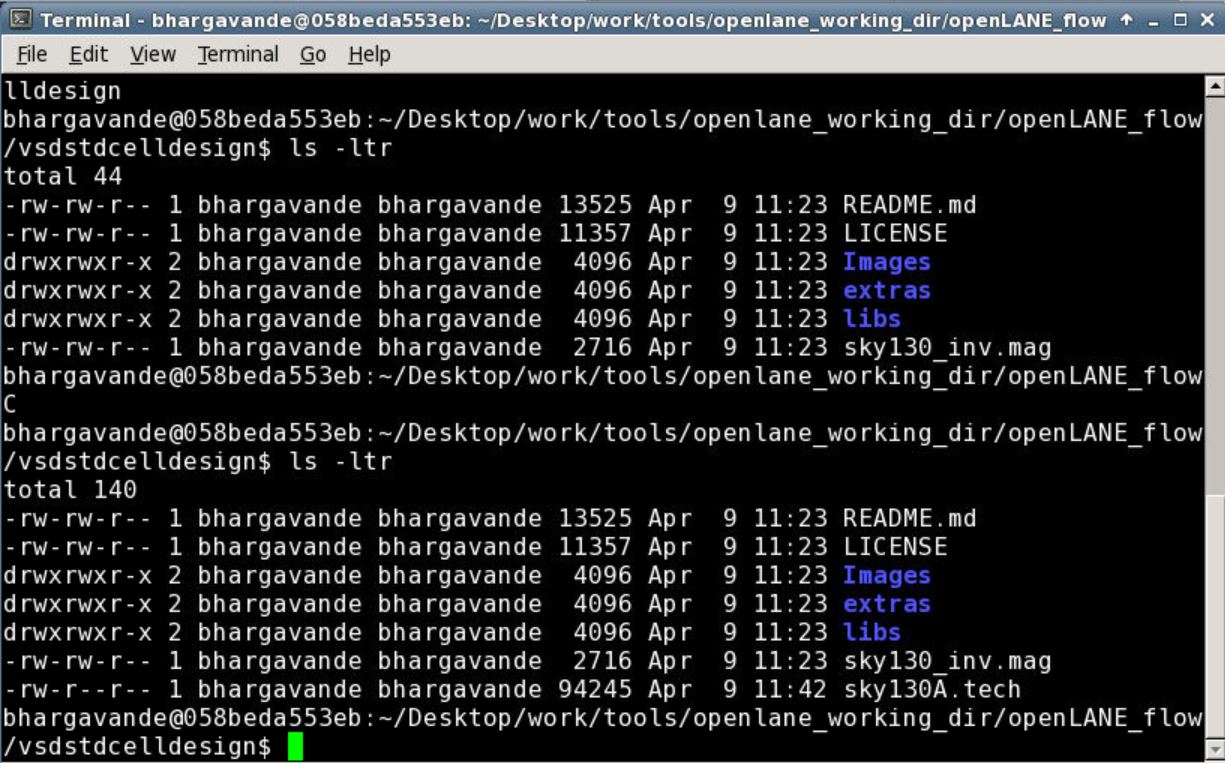 Terminal - bhargavande@058beda553eb: ~/Desktop/work/tools/openlane_working_dir/openLANE_flow
File Edit View Terminal Go Help
lldesign
bhargavande@058beda553eb:~/Desktop/work/tools/openlane_working_dir/openLANE_flow
/vsdstdcelldesign$ ls -ltr
total 44
-rw-rw-r-- 1 bhargavande bhargavande 13525 Apr  9 11:23 README.md
-rw-rw-r-- 1 bhargavande bhargavande 11357 Apr  9 11:23 LICENSE
drwxrwxr-x 2 bhargavande bhargavande  4096 Apr  9 11:23 Images
drwxrwxr-x 2 bhargavande bhargavande  4096 Apr  9 11:23 extras
drwxrwxr-x 2 bhargavande bhargavande  4096 Apr  9 11:23 libs
-rw-rw-r-- 1 bhargavande bhargavande  2716 Apr  9 11:23 sky130_inv.mag
bhargavande@058beda553eb:~/Desktop/work/tools/openlane_working_dir/openLANE_flow
C
bhargavande@058beda553eb:~/Desktop/work/tools/openlane_working_dir/openLANE_flow
/vsdstdcelldesign$ ls -ltr
total 140
-rw-rw-r-- 1 bhargavande bhargavande 13525 Apr  9 11:23 README.md
-rw-rw-r-- 1 bhargavande bhargavande 11357 Apr  9 11:23 LICENSE
drwxrwxr-x 2 bhargavande bhargavande  4096 Apr  9 11:23 Images
drwxrwxr-x 2 bhargavande bhargavande  4096 Apr  9 11:23 extras
drwxrwxr-x 2 bhargavande bhargavande  4096 Apr  9 11:23 libs
-rw-rw-r-- 1 bhargavande bhargavande  2716 Apr  9 11:23 sky130_inv.mag
-rw-r--r-- 1 bhargavande bhargavande 94245 Apr  9 11:42 sky130A.tech
bhargavande@058beda553eb:~/Desktop/work/tools/openlane_working_dir/openLANE_flow
/vsdstdcelldesign$